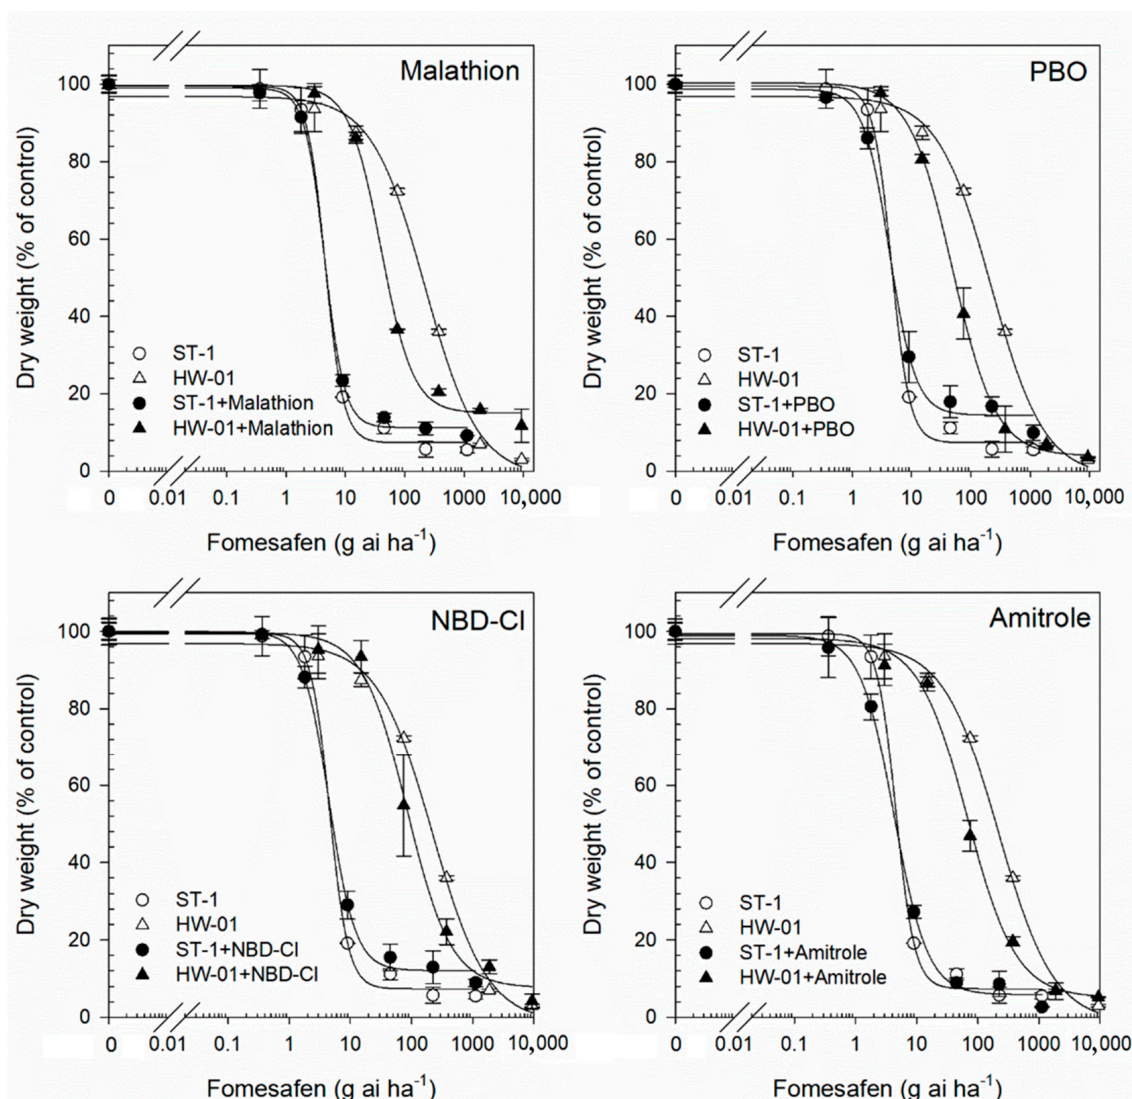 Malathion
Dry weight (% of control)
100
80
60
40
20
0
ST-1
HW-01
ST-1+Malathion
HW-01+Malathion
0 0.01 0.1 1 10 100 1000 10,000
Fomesafen (g ai ha-1)
PBO
Dry weight (% of control)
100
80
60
40
20
0
ST-1
HW-01
ST-1+PBO
HW-01+PBO
0 0.01 0.1 1 10 100 1000 10,000
Fomesafen (g ai ha-1)
NBD-Cl
Dry weight (% of control)
100
80
60
40
20
0
ST-1
HW-01
ST-1+NBD-Cl
HW-01+NBD-Cl
0 0.01 0.1 1 10 100 1000 10,000
Fomesafen (g ai ha-1)
Amitrole
Dry weight (% of control)
100
80
60
40
20
0
ST-1
HW-01
ST-1+Amitrole
HW-01+Amitrole
0 0.01 0.1 1 10 100 1000 10,000
Fomesafen (g ai ha-1)